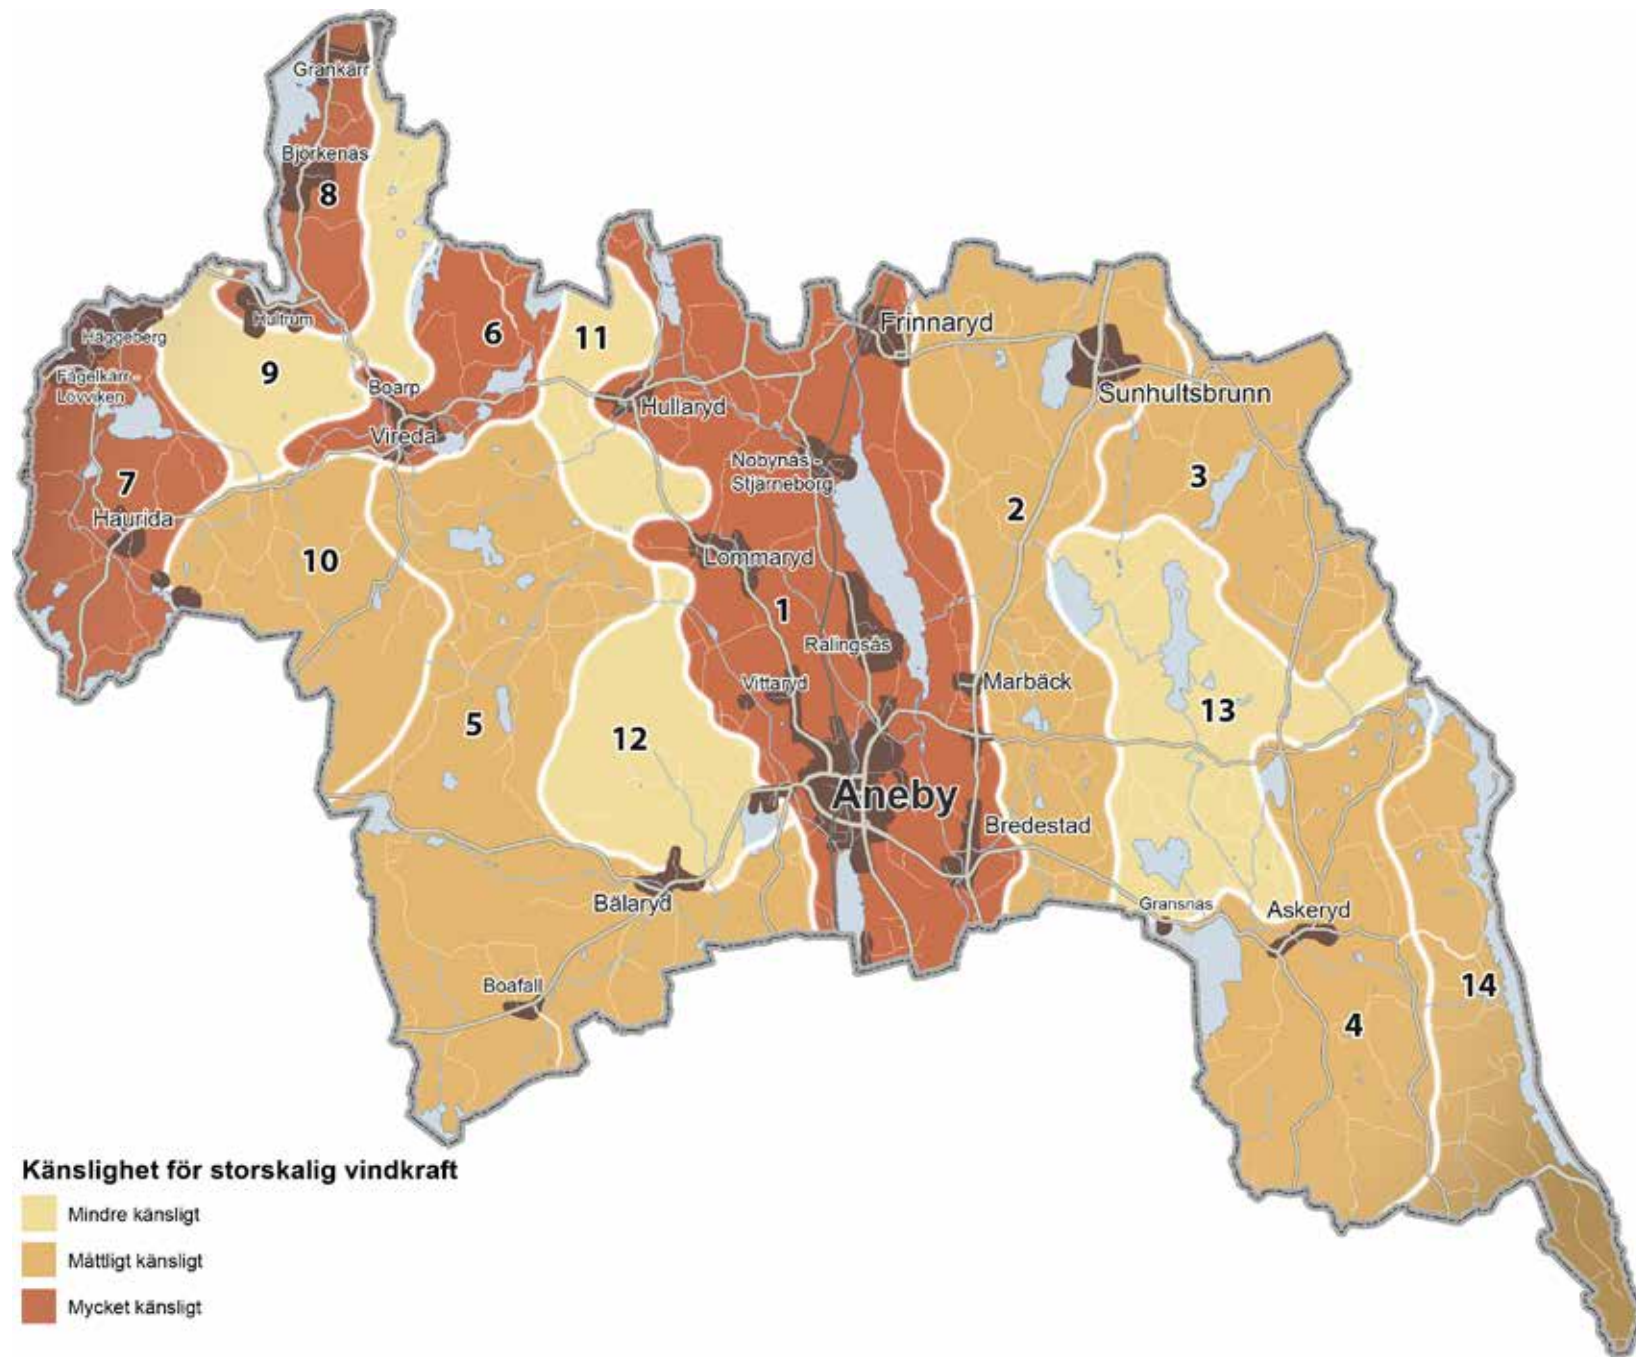 Grankärr
Björkenäs
8
Frinnaryd
6
11
Hultrum
Häggeberg
9
Fågelkärr-
Lövviken
Boarp
Sunhultsbrunn
Hullaryd
Vireda
Nobynäs -
Stjärneborg
3
7
2
Haurida
10
Lommaryd
1
Ralingsås
Vittaryd
Marbäck
13
5
12
Aneby
Bredestad
Bälaryd
Gransnäs
Askeryd
Boafall
14
4
Känslighet för storskalig vindkraft
Mindre känsligt
Måttligt känsligt
Mycket känsligt